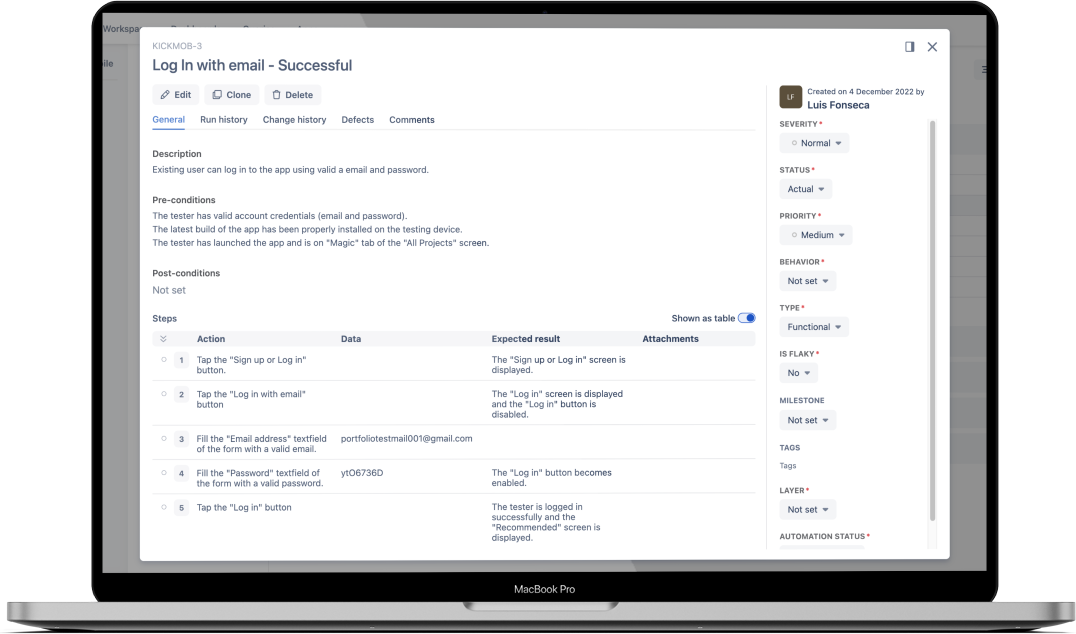 KICKMOB-3
Log In with email - Successful
Edit
Clone
Delete
General
Run history
Change history
Defects
Comments
Description
Existing user can log in to the app using valid a email and password.
Pre-conditions
The tester has valid account credentials (email and password).
The latest build of the app has been properly installed on the testing device.
The tester has launched the app and is on "Magic" tab of the "All Projects" screen.
Post-conditions
Not set
Steps
Shown as table
Action
Data
Expected result
Attachments
1
Tap the "Sign up or Log in"
button.
The "Sign up or Log in" screen is
displayed.
2
Tap the "Log in with email"
button
The "Log in" screen is displayed
and the "Log in" button is
disabled.
3
Fill the "Email address" textfield
of the form with a valid email.
portfoliotestmail001@gmail.com
4
Fill the "Password" textfield of
the form with a valid password.
ytO6736D
The "Log in" button becomes
enabled.
5
Tap the "Log in" button
The tester is logged in
successfully and the
"Recommended" screen is
displayed.
LF
Created on 4 December 2022 by
Luis Fonseca
SEVERITY*
Normal
STATUS*
Actual
PRIORITY*
Medium
BEHAVIOR*
Not set
TYPE*
Functional
IS FLAKY*
No
MILESTONE
Not set
TAGS
Tags
LAYER*
Not set
AUTOMATION STATUS*
MacBook Pro